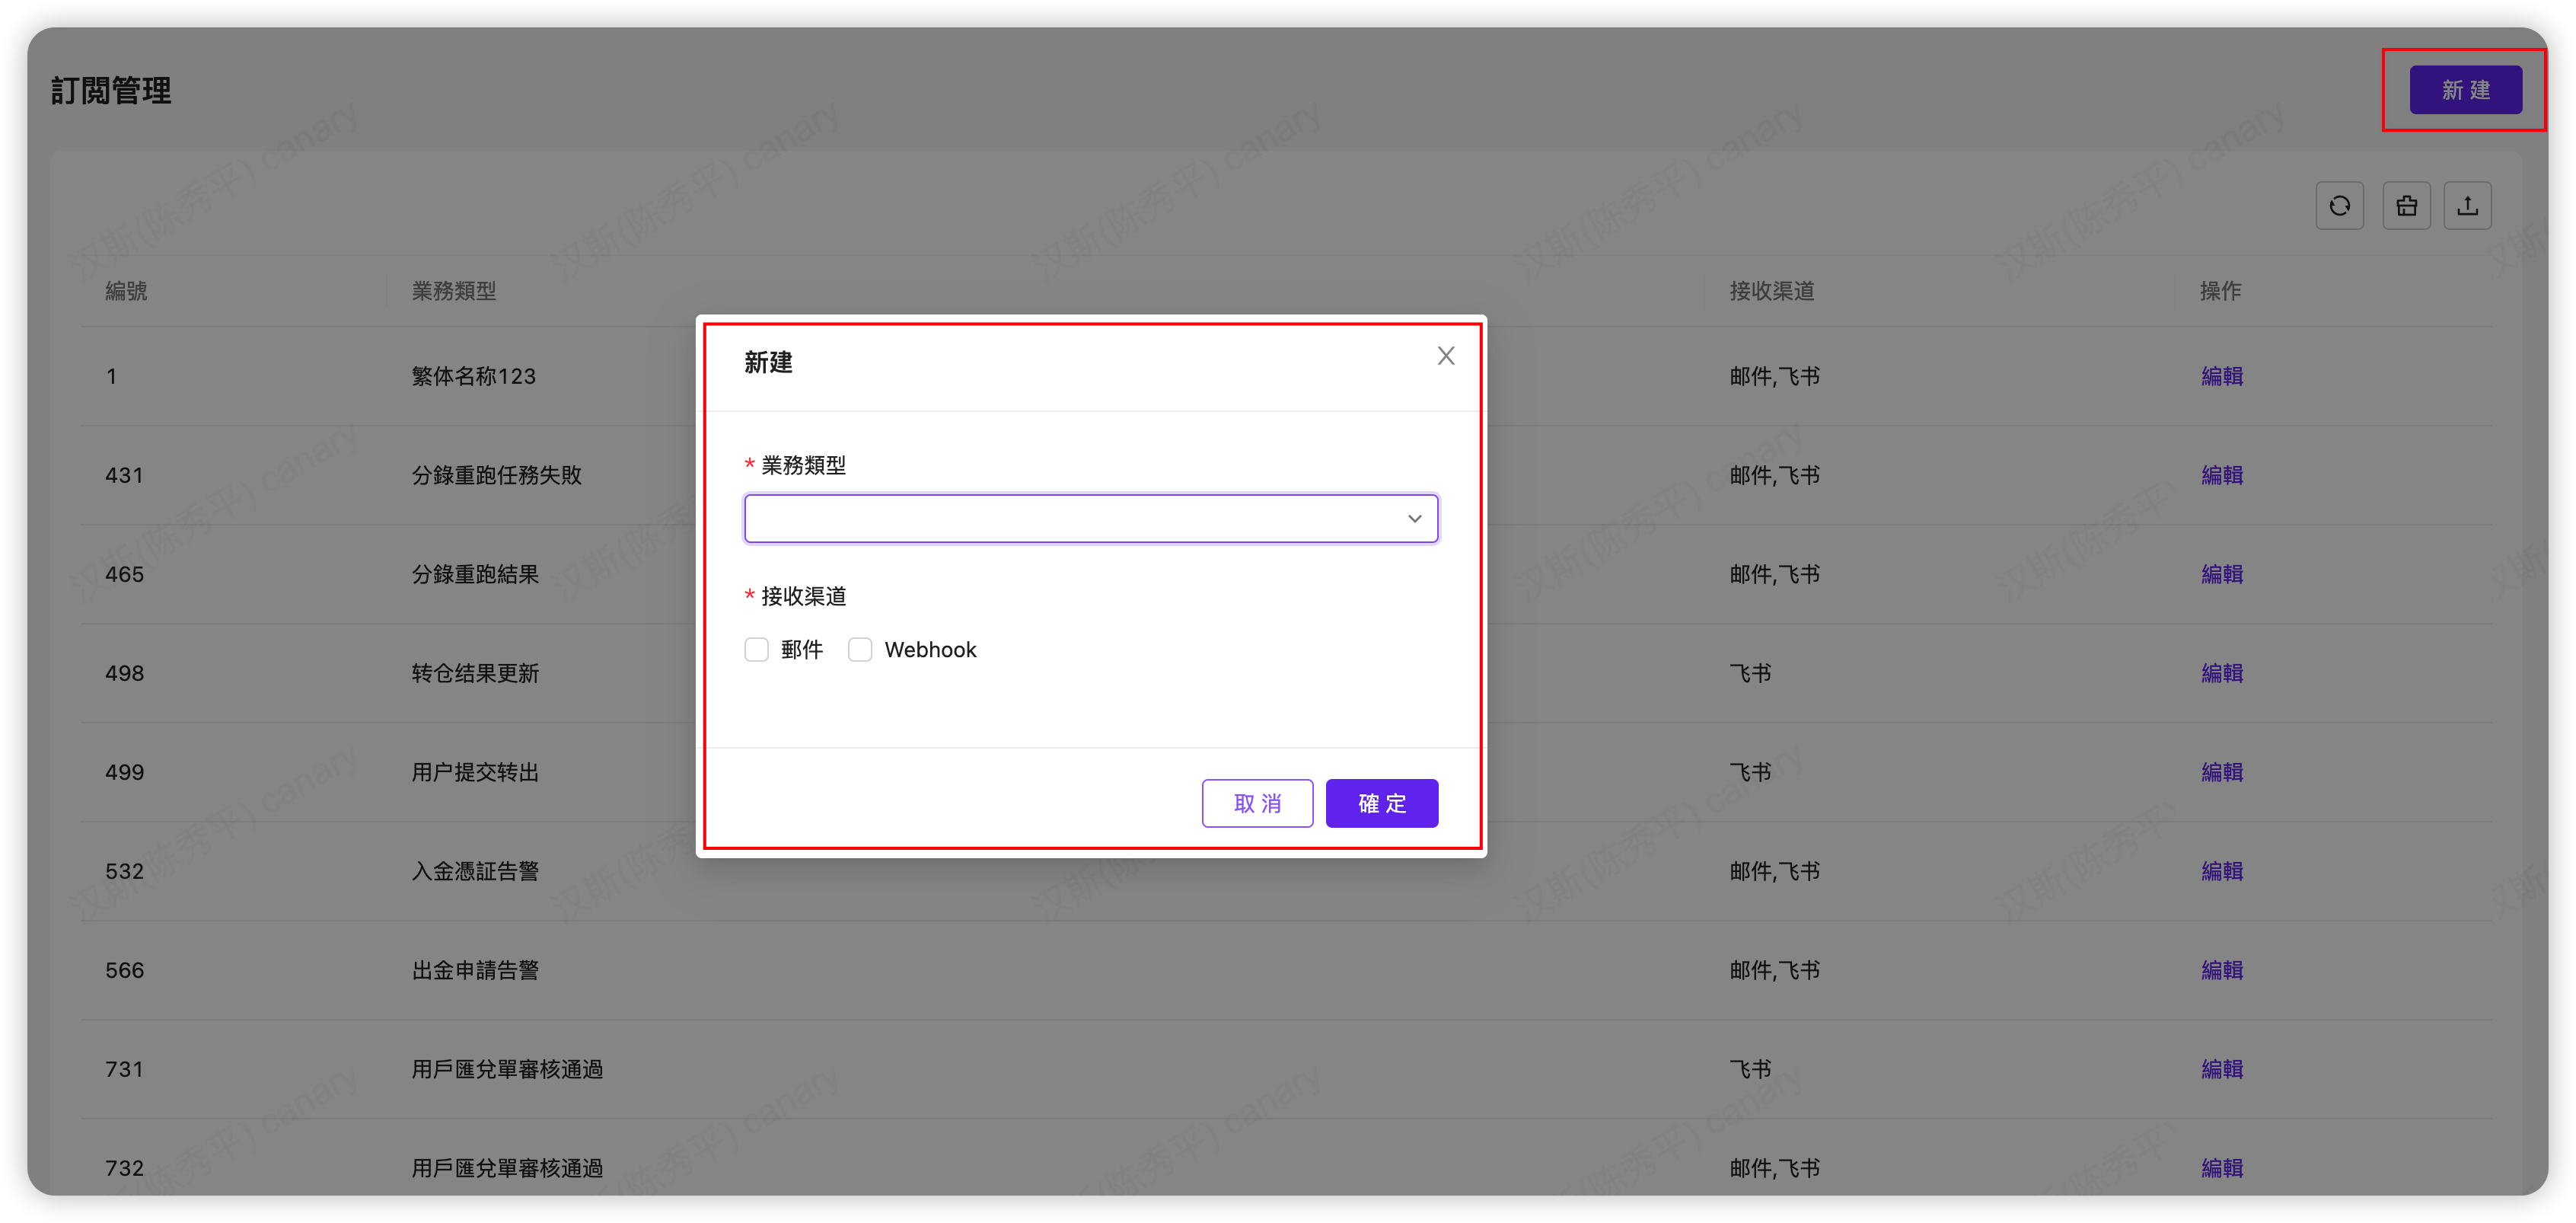 訂閲管理
新建
編號 業務類型 接收渠道 操作
1 繁体名称123 邮件,飞书 編輯
431 分錄重跑任務失敗 邮件,飞书 編輯
465 分錄重跑結果 邮件,飞书 編輯
498 转仓结果更新 飞书 編輯
499 用户提交转出 飞书 編輯
532 入金憑証告警 邮件,飞书 編輯
566 出金申請告警 邮件,飞书 編輯
731 用戶匯兌單審核通過 飞书 編輯
732 用戶匯兌單審核通過 邮件,飞书 編輯
新建
* 業務類型
* 接收渠道
郵件 Webhook
取消 確定
汉斯(陈秀平) canary